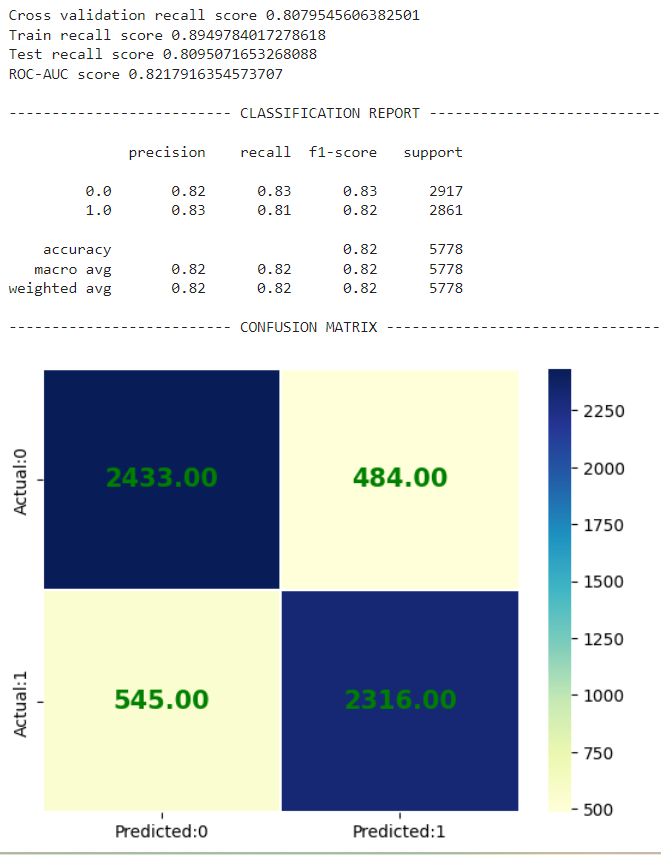 Cross validation recall score 0.8079545606382501
Train recall score 0.8949784017278618
Test recall score 0.8095071653268088
ROC-AUC score 0.8217916354573707
-------------------------- CLASSIFICATION REPORT ---------------------------
precision recall f1-score support
0.0 0.82 0.83 0.83 2917
1.0 0.83 0.81 0.82 2861
accuracy 0.82 5778
macro avg 0.82 0.82 0.82 5778
weighted avg 0.82 0.82 0.82 5778
-------------------------- CONFUSION MATRIX --------------------------------
2250
2000
1750
1500
1250
1000
750
500
Actual:0
2433.00 484.00
Actual:1
545.00 2316.00
Predicted:0 Predicted:1